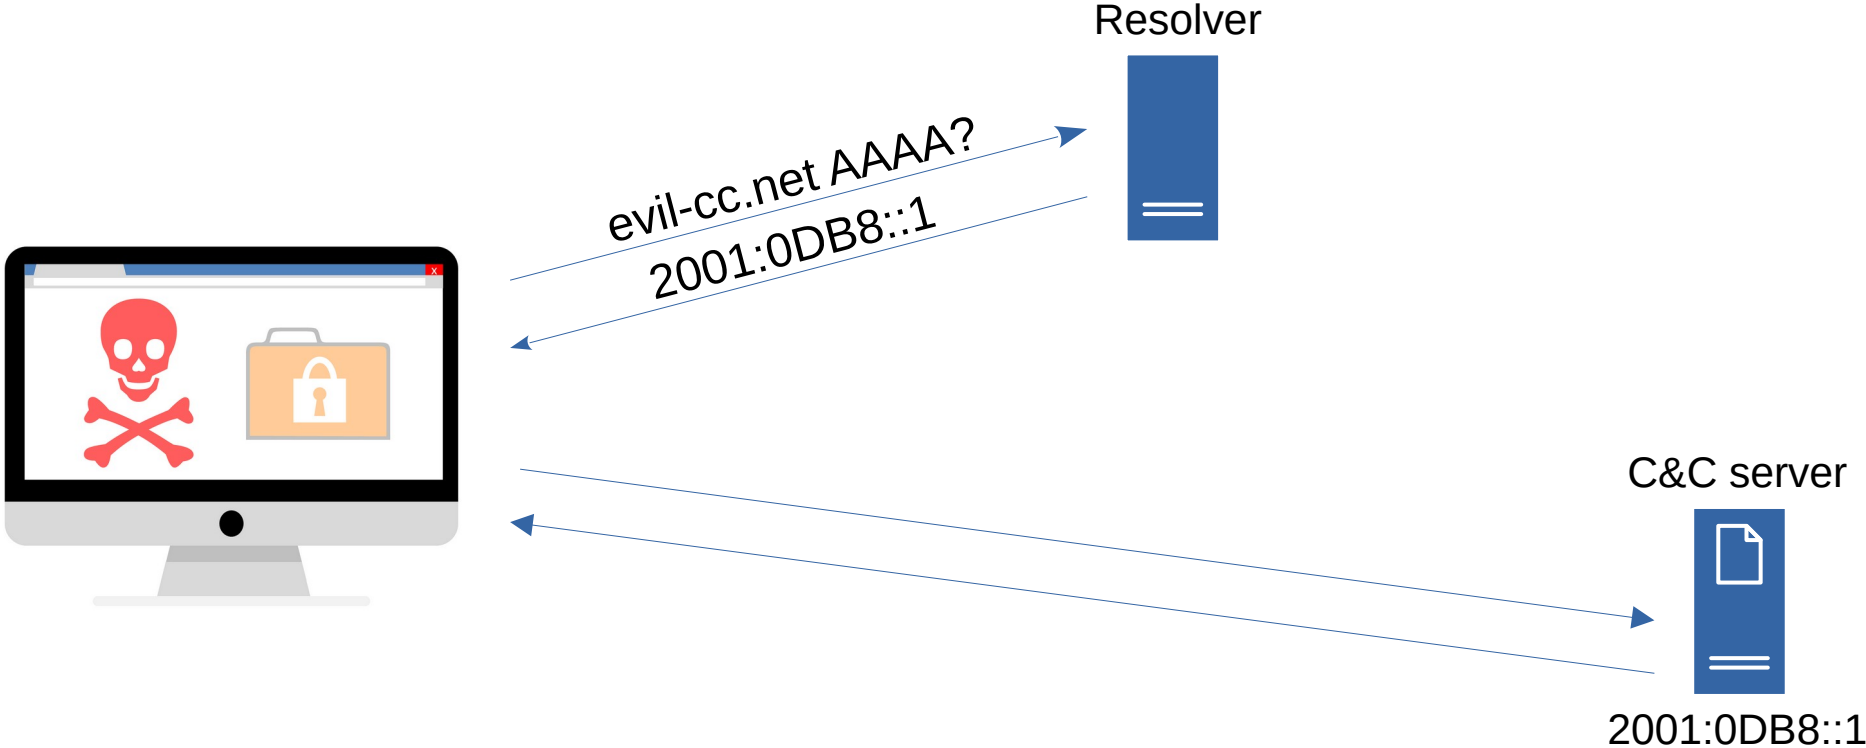 Resolver
evil-cc.net AAAA?
2001:0DB8::1
x
C&C server
2001:0DB8::1